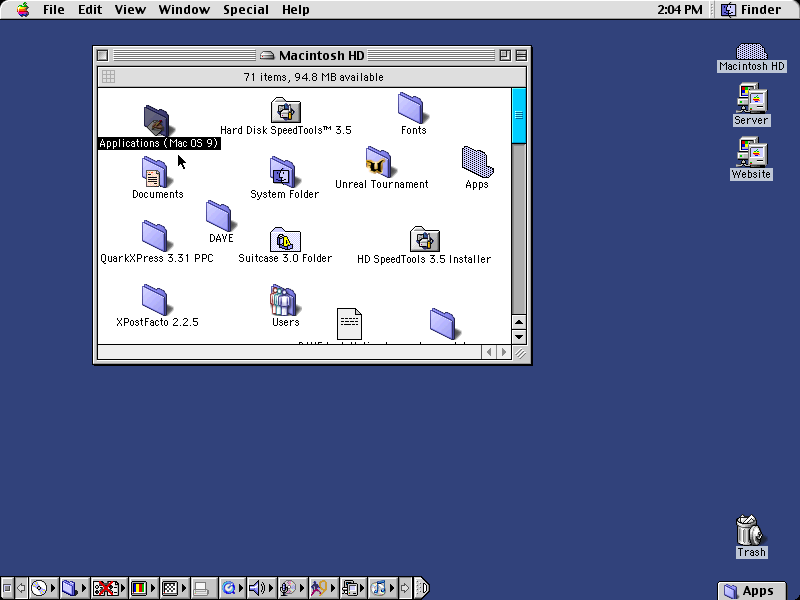 File Edit View Window Special Help 2:04 PM Finder
Macintosh HD
71 items, 94.8 MB available
Applications (Mac OS 9)
Hard Disk SpeedTools™ 3.5
Fonts
Documents
System Folder
Unreal Tournament
Apps
DAVE
QuarkXPress 3.31 PPC
Suitcase 3.0 Folder
HD SpeedTools 3.5 Installer
XPostFacto 2.2.5
Users
Macintosh HD
Server
Website
Trash
Apps